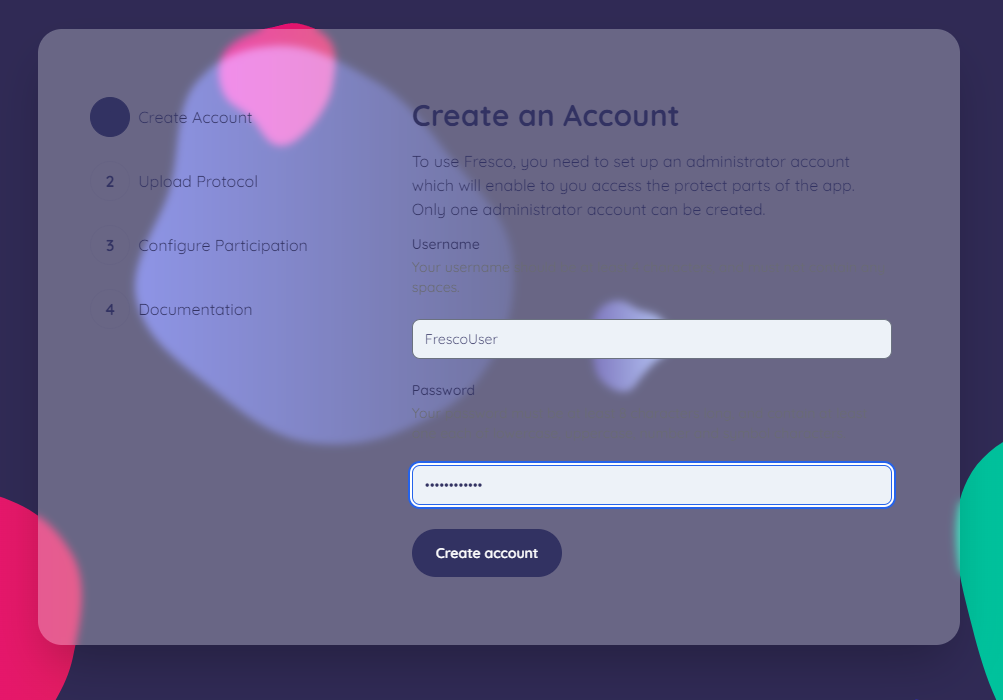 Create Account
2 Upload Protocol
3 Configure Participation
4 Documentation
Create an Account
To use Fresco, you need to set up an administrator account
which will enable to you access the protect parts of the app.
Only one administrator account can be created.
Username
Your username
spaces.
FrescoUser
Password
Your
••••••••••••
Create account